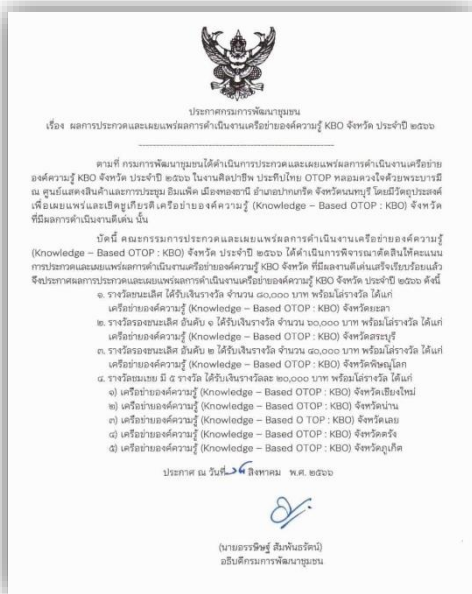 ประกาศกรมการพัฒนาชุมชน
เรื่อง ผลการประกวดและเผยแพร่ผลการดำเนินงานเครือข่ายองค์ความรู้ KBO จังหวัด ประจำปี ๒๕๖๖
ตามที่ กรมการพัฒนาชุมชนได้ดำเนินการประกวดและเผยแพร่ผลการดำเนินงานเครือข่าย
องค์ความรู้ KBO จังหวัด ประจำปี ๒๕๖๖ ในงานศิลปาชีพ ประทีปไทย OTOP หลอมดวงใจด้วยพระบารมี
ณ ศูนย์แสดงสินค้าและการประชุม อิมแพ็ค เมืองทองธานี อำเภอปากเกร็ด จังหวัดนนทบุรี โดยมีวัตถุประสงค์
เพื่อเผยแพร่และเชิดชูเกียรติเครือข่ายองค์ความรู้ (Knowledge – Based OTOP : KBO) จังหวัด
ที่มีผลการดำเนินงานดีเด่น นั้น
บัดนี้ คณะกรรมการประกวดและเผยแพร่ผลการดำเนินงานเครือข่ายองค์ความรู้
(Knowledge – Based OTOP : KBO) จังหวัด ประจำปี ๒๕๖๖ ได้ดำเนินการพิจารณาตัดสินให้คะแนน
การประกวดและเผยแพร่ผลการดำเนินงานเครือข่ายองค์ความรู้ KBO จังหวัด ที่มีผลงานดีเด่นเสร็จเรียบร้อยแล้ว
จึงประกาศผลการประกวดและเผยแพร่ผลการดำเนินงานเครือข่ายองค์ความรู้ KBO จังหวัด ประจำปี ๒๕๖๖ ดังนี้
๑. รางวัลชนะเลิศ ได้รับเงินรางวัล จำนวน ๘๐,๐๐๐ บาท พร้อมโล่รางวัล ได้แก่
เครือข่ายองค์ความรู้ (Knowledge – Based OTOP : KBO) จังหวัดยะลา
๒. รางวัลรองชนะเลิศ อันดับ ๑ ได้รับเงินรางวัล จำนวน ๖๐,๐๐๐ บาท พร้อมโล่รางวัล ได้แก่
เครือข่ายองค์ความรู้ (Knowledge – Based OTOP : KBO) จังหวัดสระบุรี
๓. รางวัลรองชนะเลิศ อันดับ ๒ ได้รับเงินรางวัล จำนวน ๔๐,๐๐๐ บาท พร้อมโล่รางวัล ได้แก่
เครือข่ายองค์ความรู้ (Knowledge – Based OTOP : KBO) จังหวัดพิษณุโลก
๔. รางวัลชมเชย มี ๕ รางวัล ได้รับเงินรางวัลละ ๒๐,๐๐๐ บาท พร้อมโล่รางวัล ได้แก่
๑) เครือข่ายองค์ความรู้ (Knowledge – Based OTOP : KBO) จังหวัดเชียงใหม่
๒) เครือข่ายองค์ความรู้ (Knowledge – Based OTOP : KBO) จังหวัดน่าน
๓) เครือข่ายองค์ความรู้ (Knowledge – Based O TOP : KBO) จังหวัดเลย
๔) เครือข่ายองค์ความรู้ (Knowledge – Based OTOP : KBO) จังหวัดตรัง
๕) เครือข่ายองค์ความรู้ (Knowledge – Based OTOP : KBO) จังหวัดภูเก็ต
ประกาศ ณ วันที่ สิงหาคม พ.ศ. ๒๕๖๖
(นายอรรษิษฐ์ สัมพันธรัตน์)
อธิบดีกรมการพัฒนาชุมชน